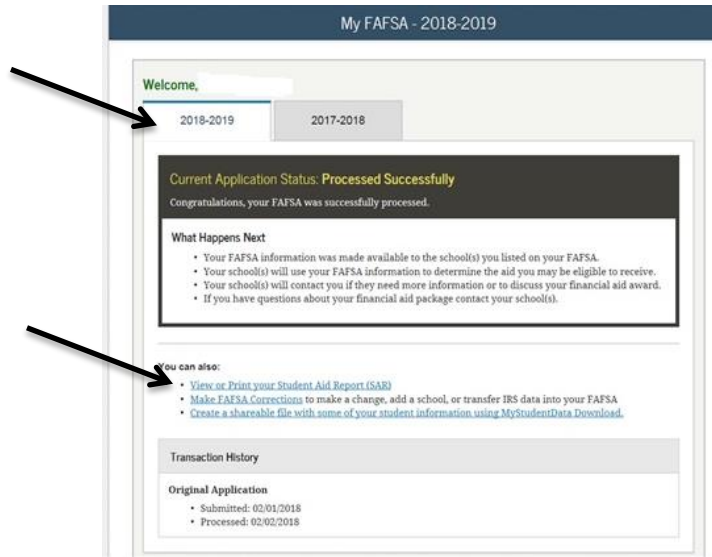 My FAFSA - 2018-2019
Welcome,
2018-2019
2017-2018
Current Application Status: Processed Successfully
Congratulations, your FAFSA was successfully processed.
What Happens Next
• Your FAFSA information was made available to the school(s) you listed on your FAFSA.
• Your school(s) will use your FAFSA information to determine the aid you may be eligible to receive.
• Your school(s) will contact you if they need more information or to discuss your financial aid award.
• If you have questions about your financial aid package contact your school(s).
You can also:
• View or Print your Student Aid Report (SAR)
• Make FAFSA Corrections to make a change, add a school, or transfer IRS data into your FAFSA
• Create a shareable file with some of your student information using MyStudentData Download.
Transaction History
Original Application
• Submitted: 02/01/2018
• Processed: 02/02/2018